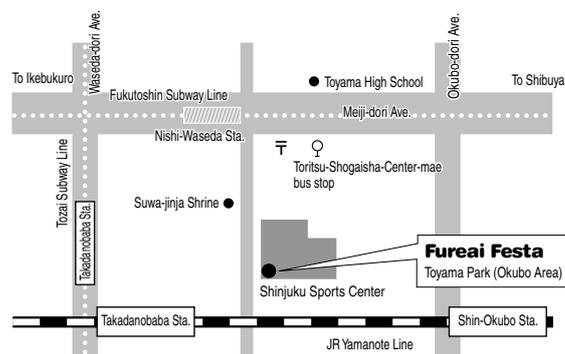 Waseda-dori Ave.
Okubo-dori Ave.
To Ikebukuro
Fukutoshin Subway Line
Toyama High School
To Shibuya
Meiji-dori Ave.
Nishi-Waseda Sta.
〒
Toritsu-Shogaisha-Center-mae
bus stop
Tozai Subway Line
Takadanobaba Sta.
Suwa-jinja Shrine
Fureai Festa
Toyama Park (Okubo Area)
Shinjuku Sports Center
Takadanobaba Sta.
Shin-Okubo Sta.
JR Yamanote Line